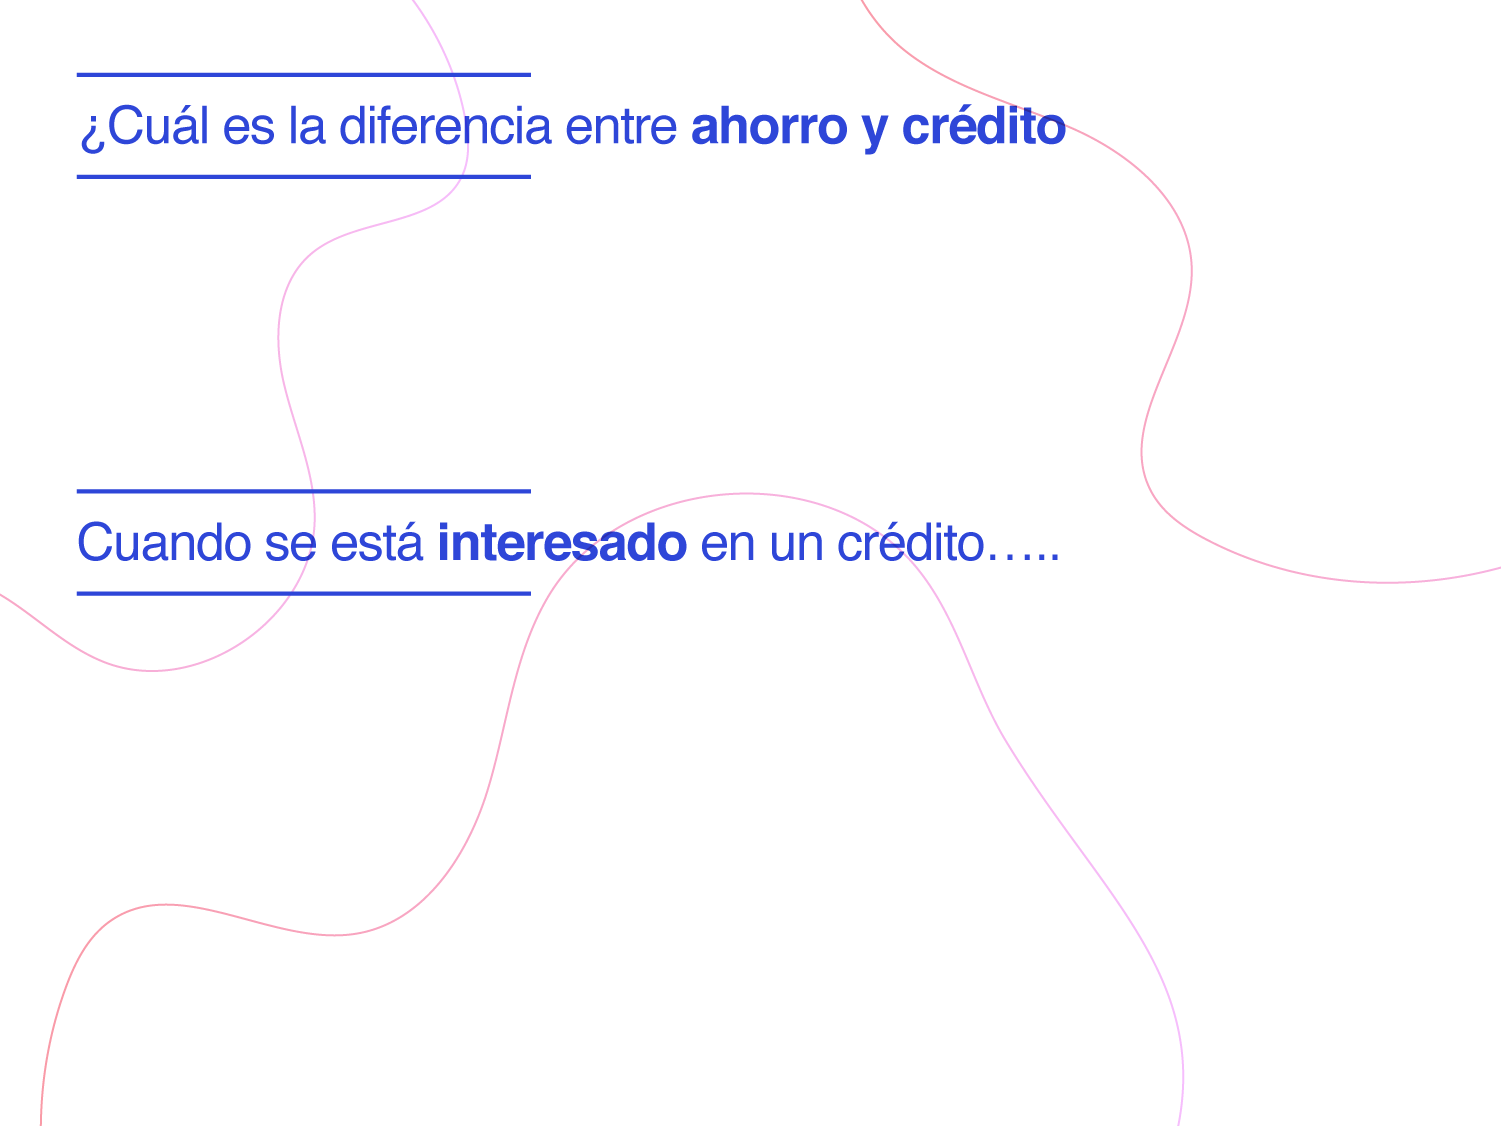 ¿Cuál es la diferencia entre ahorro y crédito
Cuando se está interesado en un crédito…..